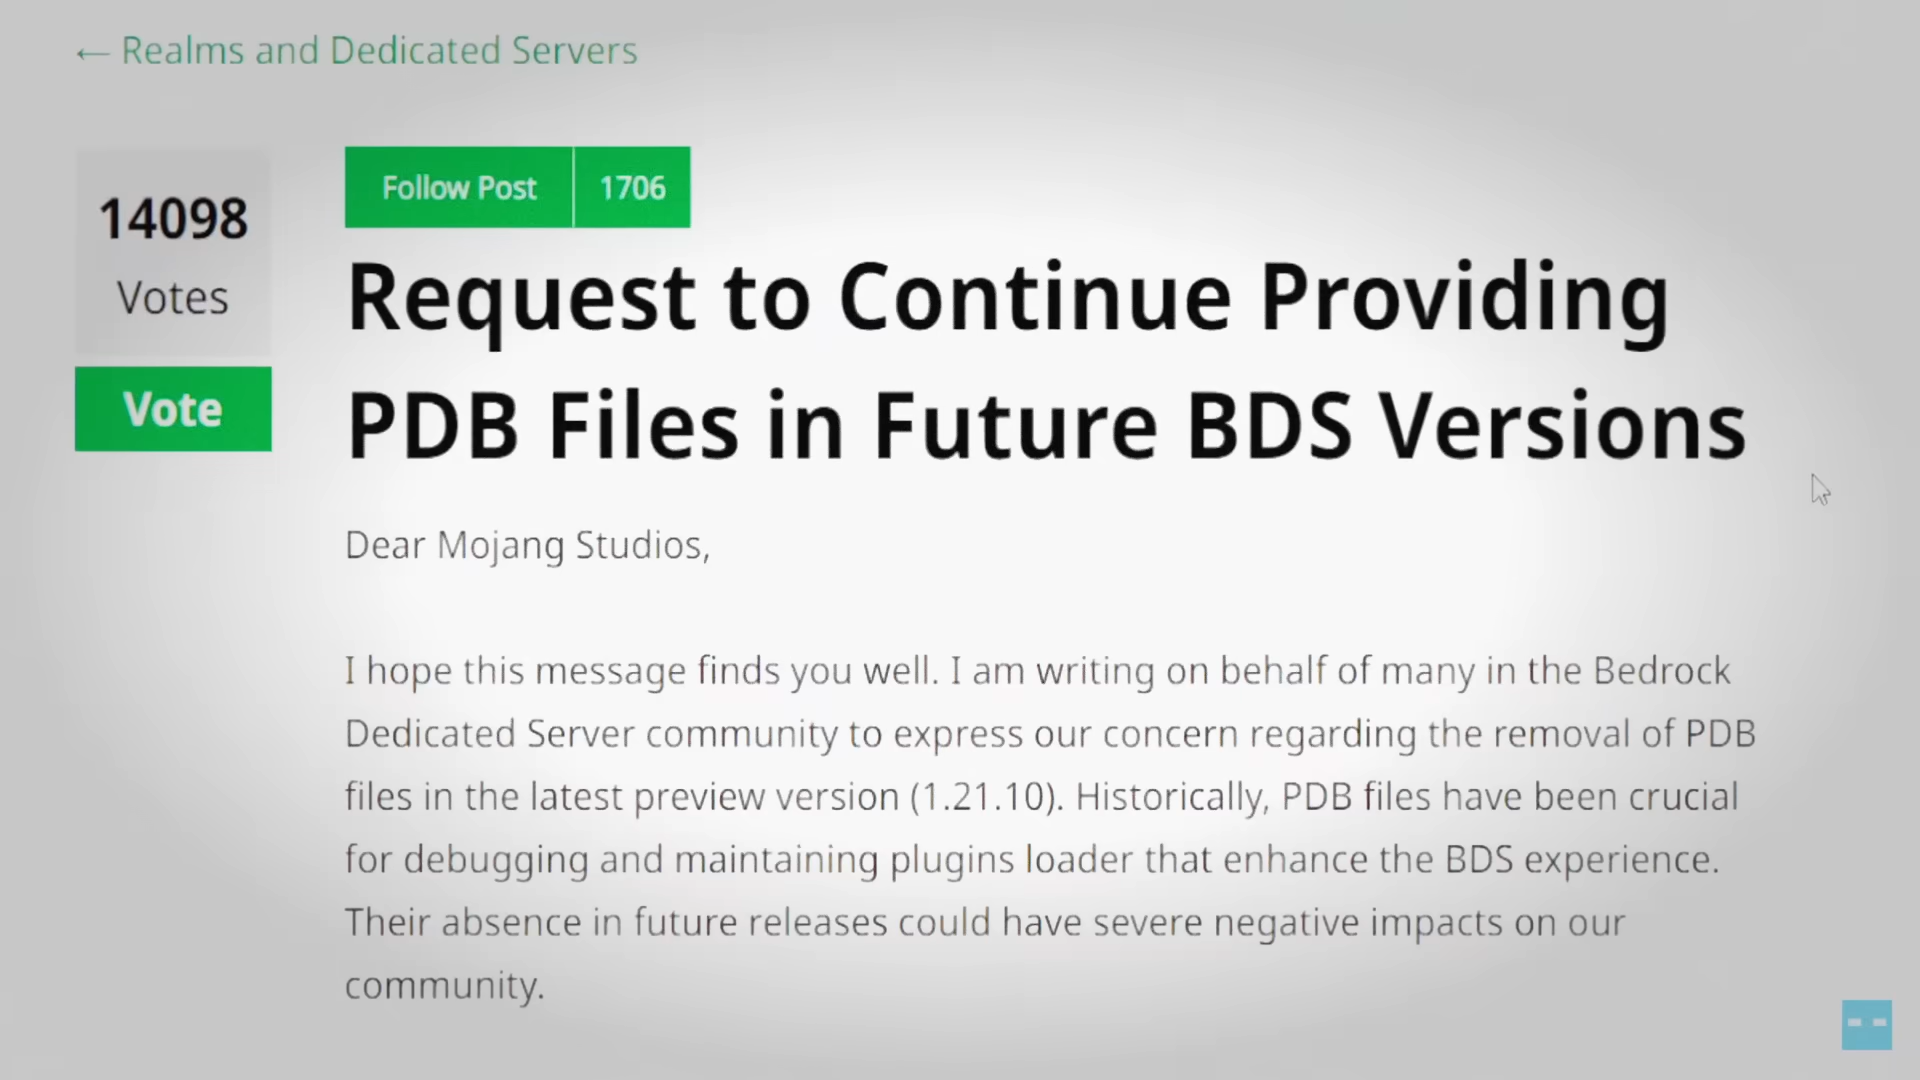 ← Realms and Dedicated Servers
14098
Votes
Vote
Follow Post 1706
Request to Continue Providing
PDB Files in Future BDS Versions
Dear Mojang Studios,
I hope this message finds you well. I am writing on behalf of many in the Bedrock
Dedicated Server community to express our concern regarding the removal of PDB
files in the latest preview version (1.21.10). Historically, PDB files have been crucial
for debugging and maintaining plugins loader that enhance the BDS experience.
Their absence in future releases could have severe negative impacts on our
community.